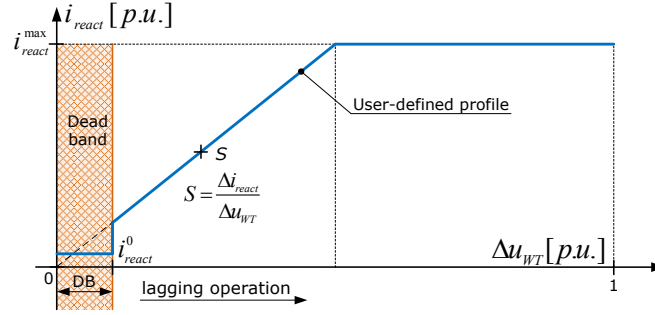 i_react [p.u.]
i_react^max
Dead
band
User-defined profile
S
S = Δi_react / Δu_WT
i_react^0
Δu_WT [p.u.]
0
DB
lagging operation
1